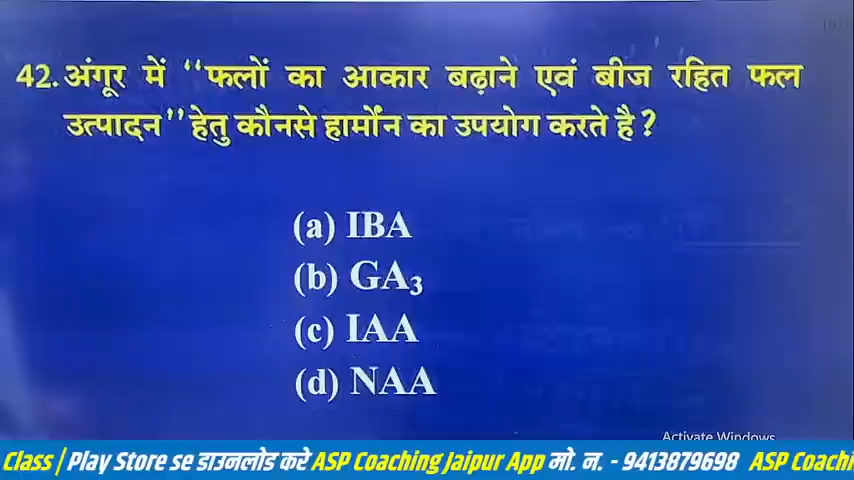 42. अंगूर में ‘‘फलों का आकार बढ़ाने एवं बीज रहित फल
उत्पादन’’ हेतु कौनसे हार्मोंन का उपयोग करते है ?
(a) IBA
(b) GA₃
(c) IAA
(d) NAA
Activate Windows
Class | Play Store se डाउनलोड करे ASP Coaching Jaipur App मो. न. - 9413879698 ASP Coachi